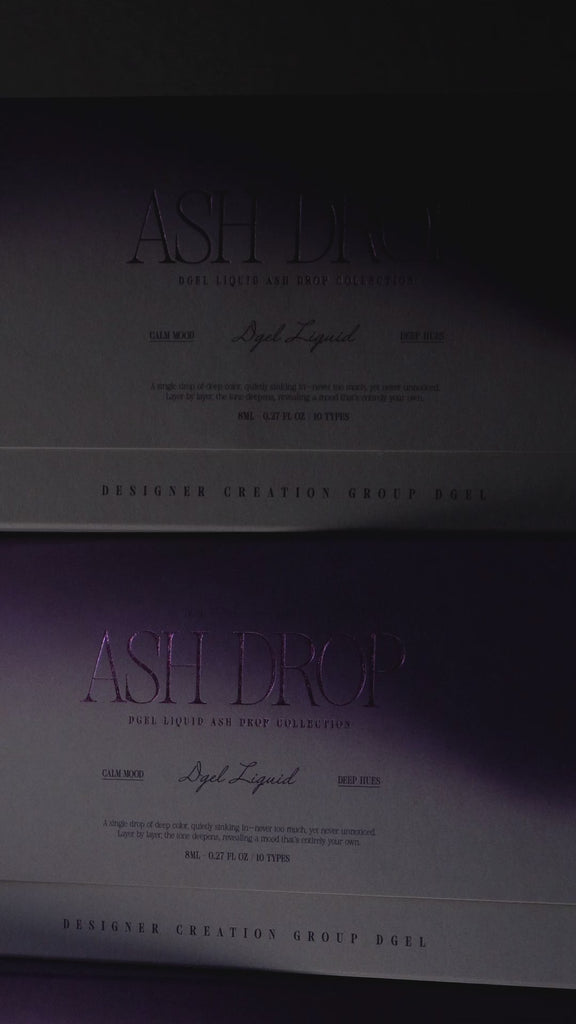 ASH DROP
DGEL LIQUID ASH DROP COLLECTION
CALM MOOD
Dgel Liquid
DEEP HUES
A single drop of deep color, quietly sinking in—never too much, yet never unnoticed.
Layer by layer, the tone deepens, revealing a mood that's entirely your own.
8ML · 0.27 FL OZ / 10 TYPES
DESIGNER CREATION GROUP DGEL
ASH DROP
DGEL LIQUID ASH DROP COLLECTION
CALM MOOD
Dgel Liquid
DEEP HUES
A single drop of deep color, quietly sinking in—never too much, yet never unnoticed.
Layer by layer, the tone deepens, revealing a mood that's entirely your own.
8ML · 0.27 FL OZ / 10 TYPES
DESIGNER CREATION GROUP DGEL